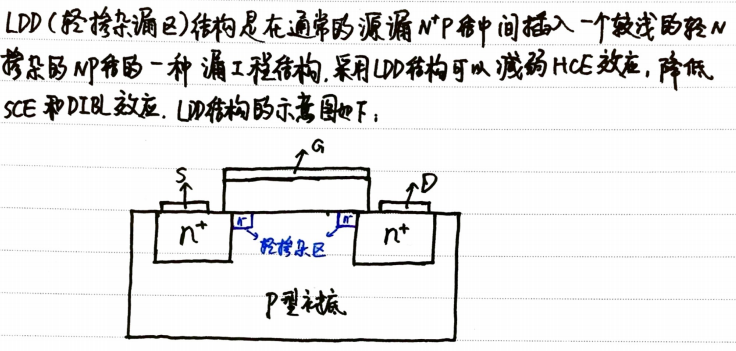 LDD(轻掺杂漏区)结构是在通常的源漏N⁺P结中间插入一个较浅的轻N
掺杂的NP结的一种漏工程结构.采用LDD结构可以减弱HCE效应,降低
SCE和DIBL效应.LDD结构的示意图如下:
G
S
D
n⁺
n⁻
n⁻
n⁺
轻掺杂区
P型衬底